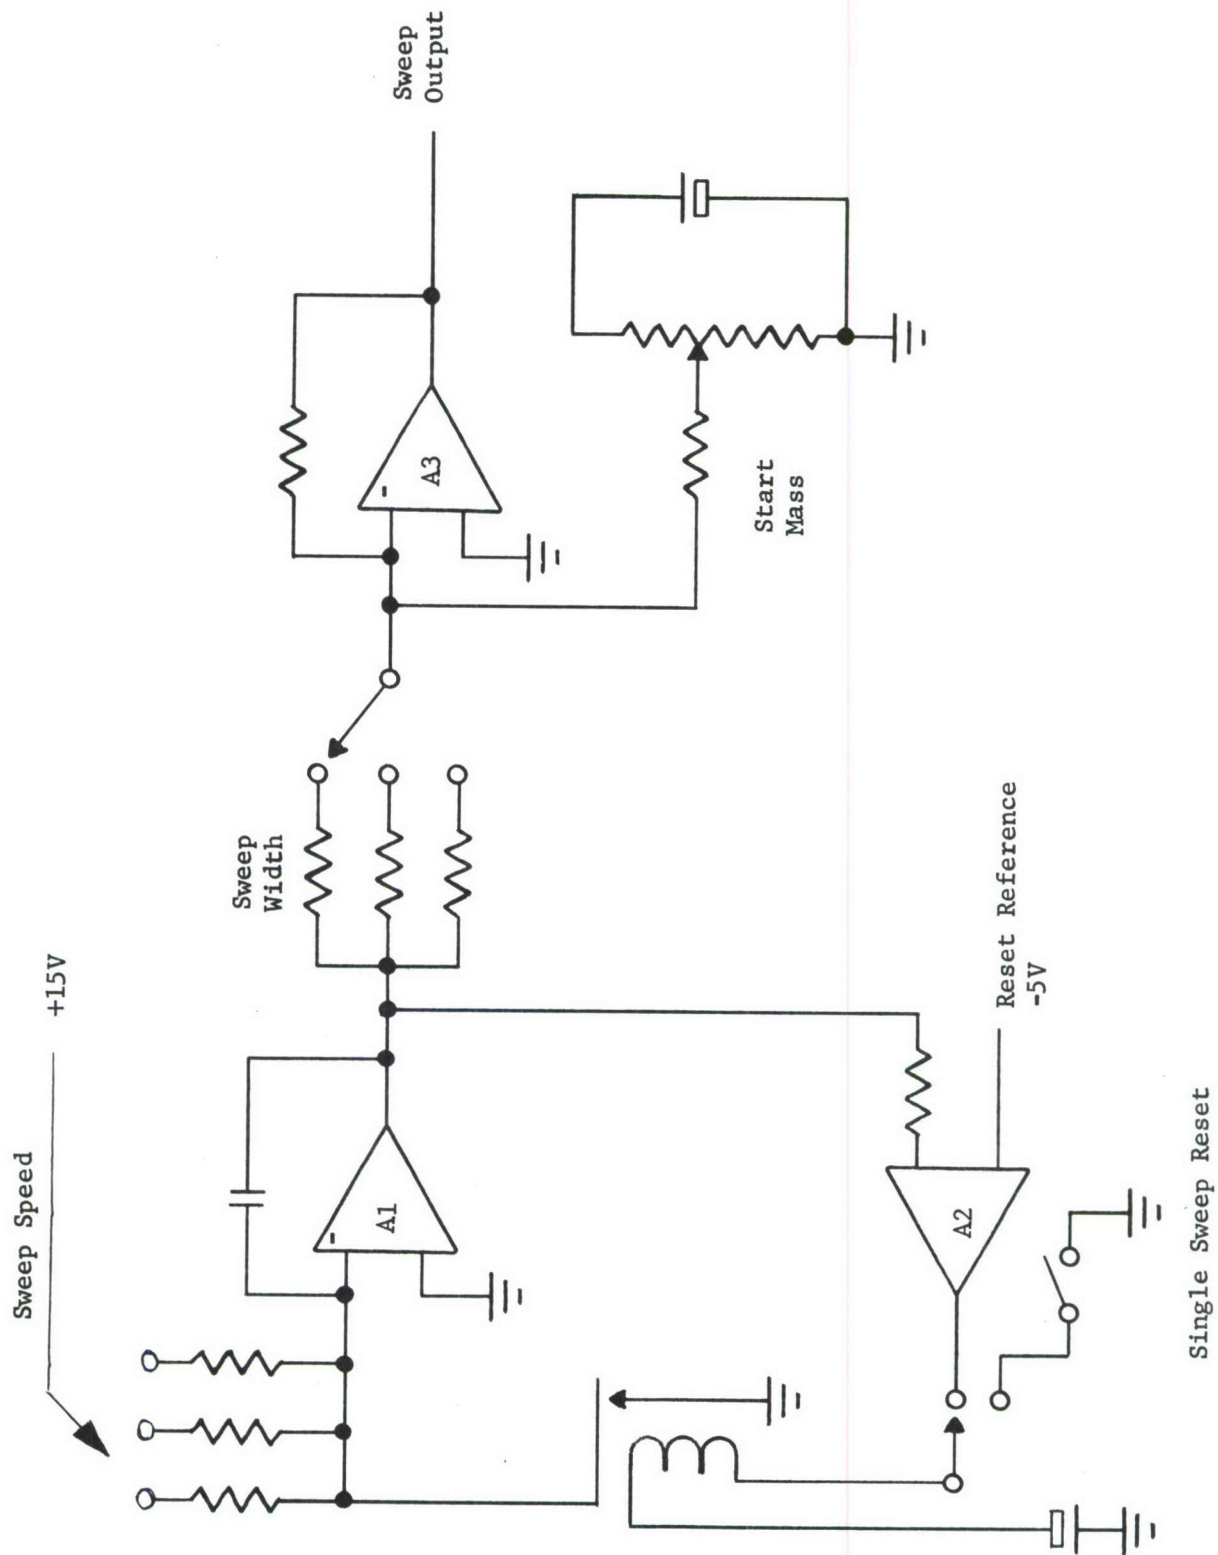 Sweep Speed
+15V
-
A1
Sweep
Width
-
A3
Sweep
Output
Start
Mass
A2
Reset Reference
-5V
Single Sweep Reset